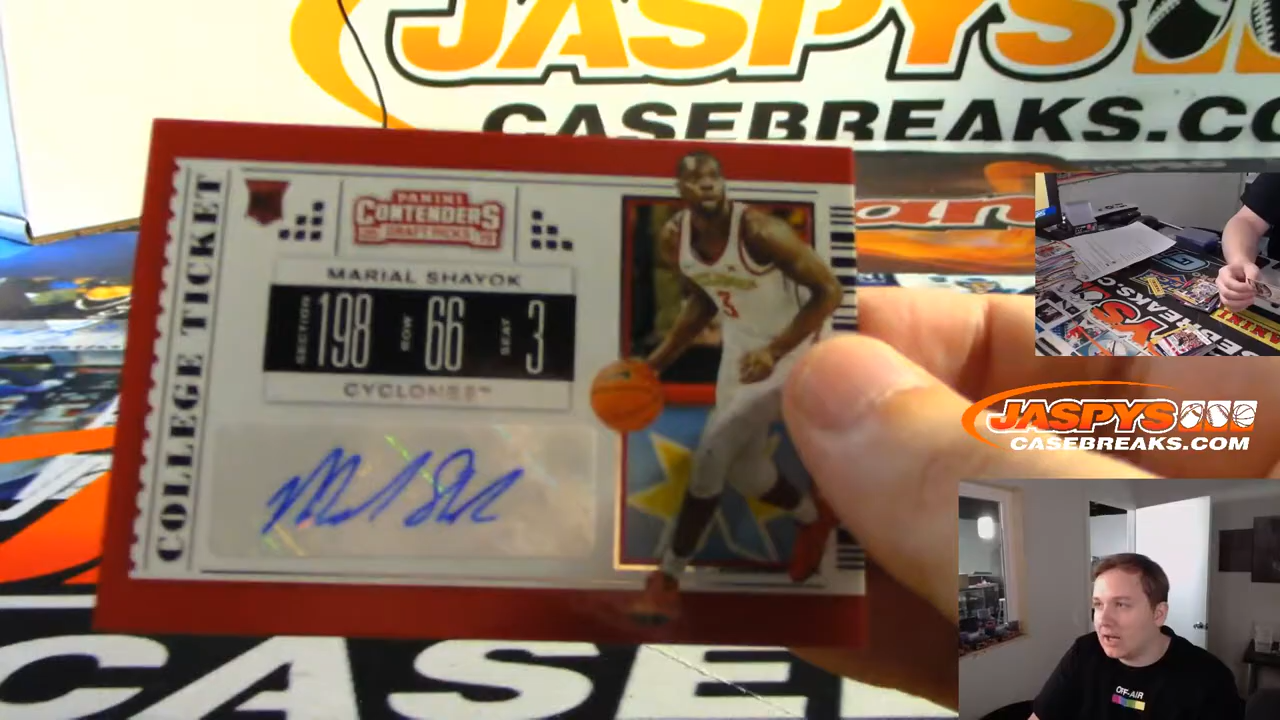 JASPYS
CASEBREAKS.CO
COLLEGE TICKET
PANINI
CONTENDERS
DRAFT PICKS
MARIAL SHAYOK
SECTION 198 ROW 66 SEAT 3
CYCLONES
3
JASPYS
CASEBREAKS.COM
OFF-AIR
CASE